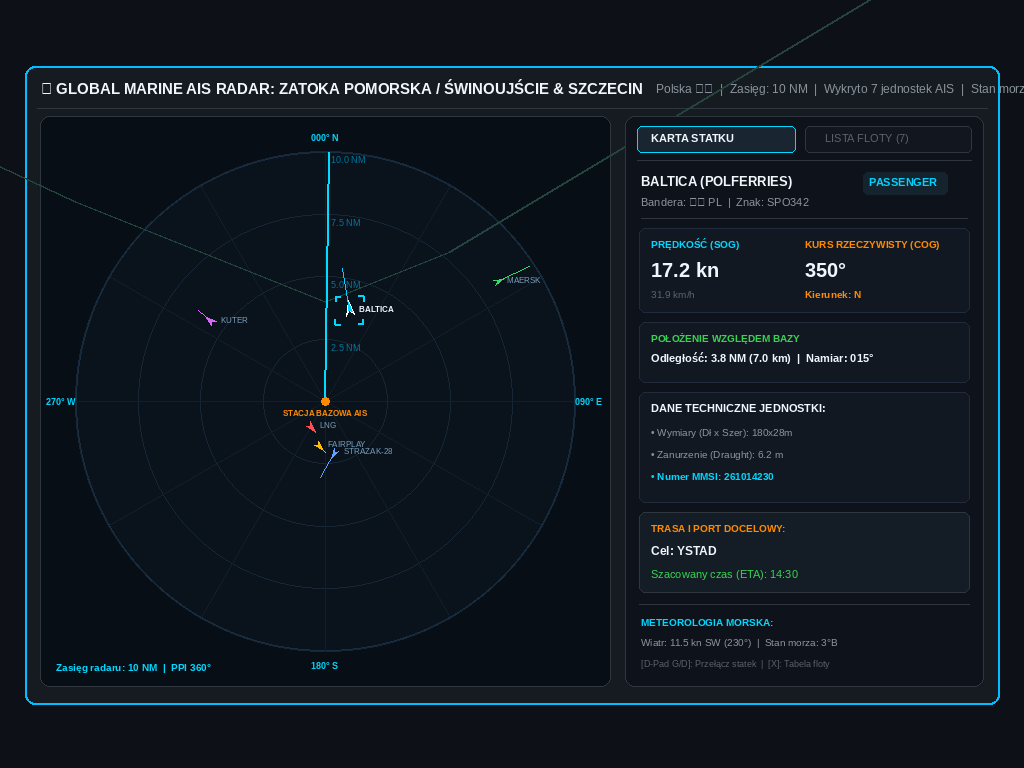 GLOBAL MARINE AIS RADAR: ZATOKA POMORSKA / ŚWINOUJŚCIE & SZCZECIN
Polska | Zasięg: 10 NM | Wykryto 7 jednostek AIS | Stan morz
000° N
10.0 NM
7.5 NM
5.0 NM
2.5 NM
MAERSK
BALTICA
KUTER
270° W
090° E
STACJA BAZOWA AIS
LNG
FAIRPLAY
STRAZAK-28
180° S
Zasięg radaru: 10 NM | PPI 360°
KARTA STATKU
LISTA FLOTY (7)
BALTICA (POLFERRIES)
PASSENGER
Bandera: PL | Znak: SPO342
PRĘDKOŚĆ (SOG)
KURS RZECZYWISTY (COG)
17.2 kn
350°
31.9 km/h
Kierunek: N
POŁOŻENIE WZGLĘDEM BAZY
Odległość: 3.8 NM (7.0 km) | Namiar: 015°
DANE TECHNICZNE JEDNOSTKI:
• Wymiary (Dł x Szer): 180x28m
• Zanurzenie (Draught): 6.2 m
• Numer MMSI: 261014230
TRASA I PORT DOCELOWY:
Cel: YSTAD
Szacowany czas (ETA): 14:30
METEOROLOGIA MORSKA:
Wiatr: 11.5 kn SW (230°) | Stan morza: 3°B
[D-Pad G/D]: Przełącz statek | [X]: Tabela floty